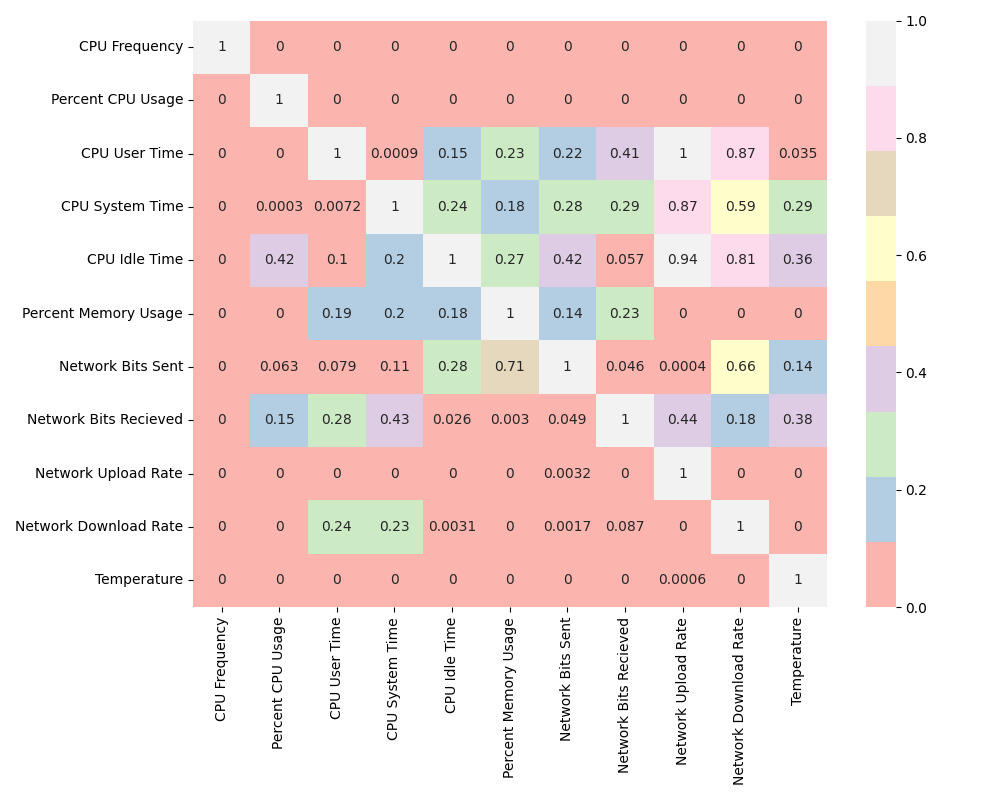 CPU Frequency 1 0 0 0 0 0 0 0 0 0 0
Percent CPU Usage 0 1 0 0 0 0 0 0 0 0 0
CPU User Time 0 0 1 0.0009 0.15 0.23 0.22 0.41 1 0.87 0.035
CPU System Time 0 0.0003 0.0072 1 0.24 0.18 0.28 0.29 0.87 0.59 0.29
CPU Idle Time 0 0.42 0.1 0.2 1 0.27 0.42 0.057 0.94 0.81 0.36
Percent Memory Usage 0 0 0.19 0.2 0.18 1 0.14 0.23 0 0 0
Network Bits Sent 0 0.063 0.079 0.11 0.28 0.71 1 0.046 0.0004 0.66 0.14
Network Bits Recieved 0 0.15 0.28 0.43 0.026 0.003 0.049 1 0.44 0.18 0.38
Network Upload Rate 0 0 0 0 0 0 0.0032 0 1 0 0
Network Download Rate 0 0 0.24 0.23 0.0031 0 0.0017 0.087 0 1 0
Temperature 0 0 0 0 0 0 0 0 0.0006 0 1
CPU Frequency
Percent CPU Usage
CPU User Time
CPU System Time
CPU Idle Time
Percent Memory Usage
Network Bits Sent
Network Bits Recieved
Network Upload Rate
Network Download Rate
Temperature
1.0
0.8
0.6
0.4
0.2
0.0